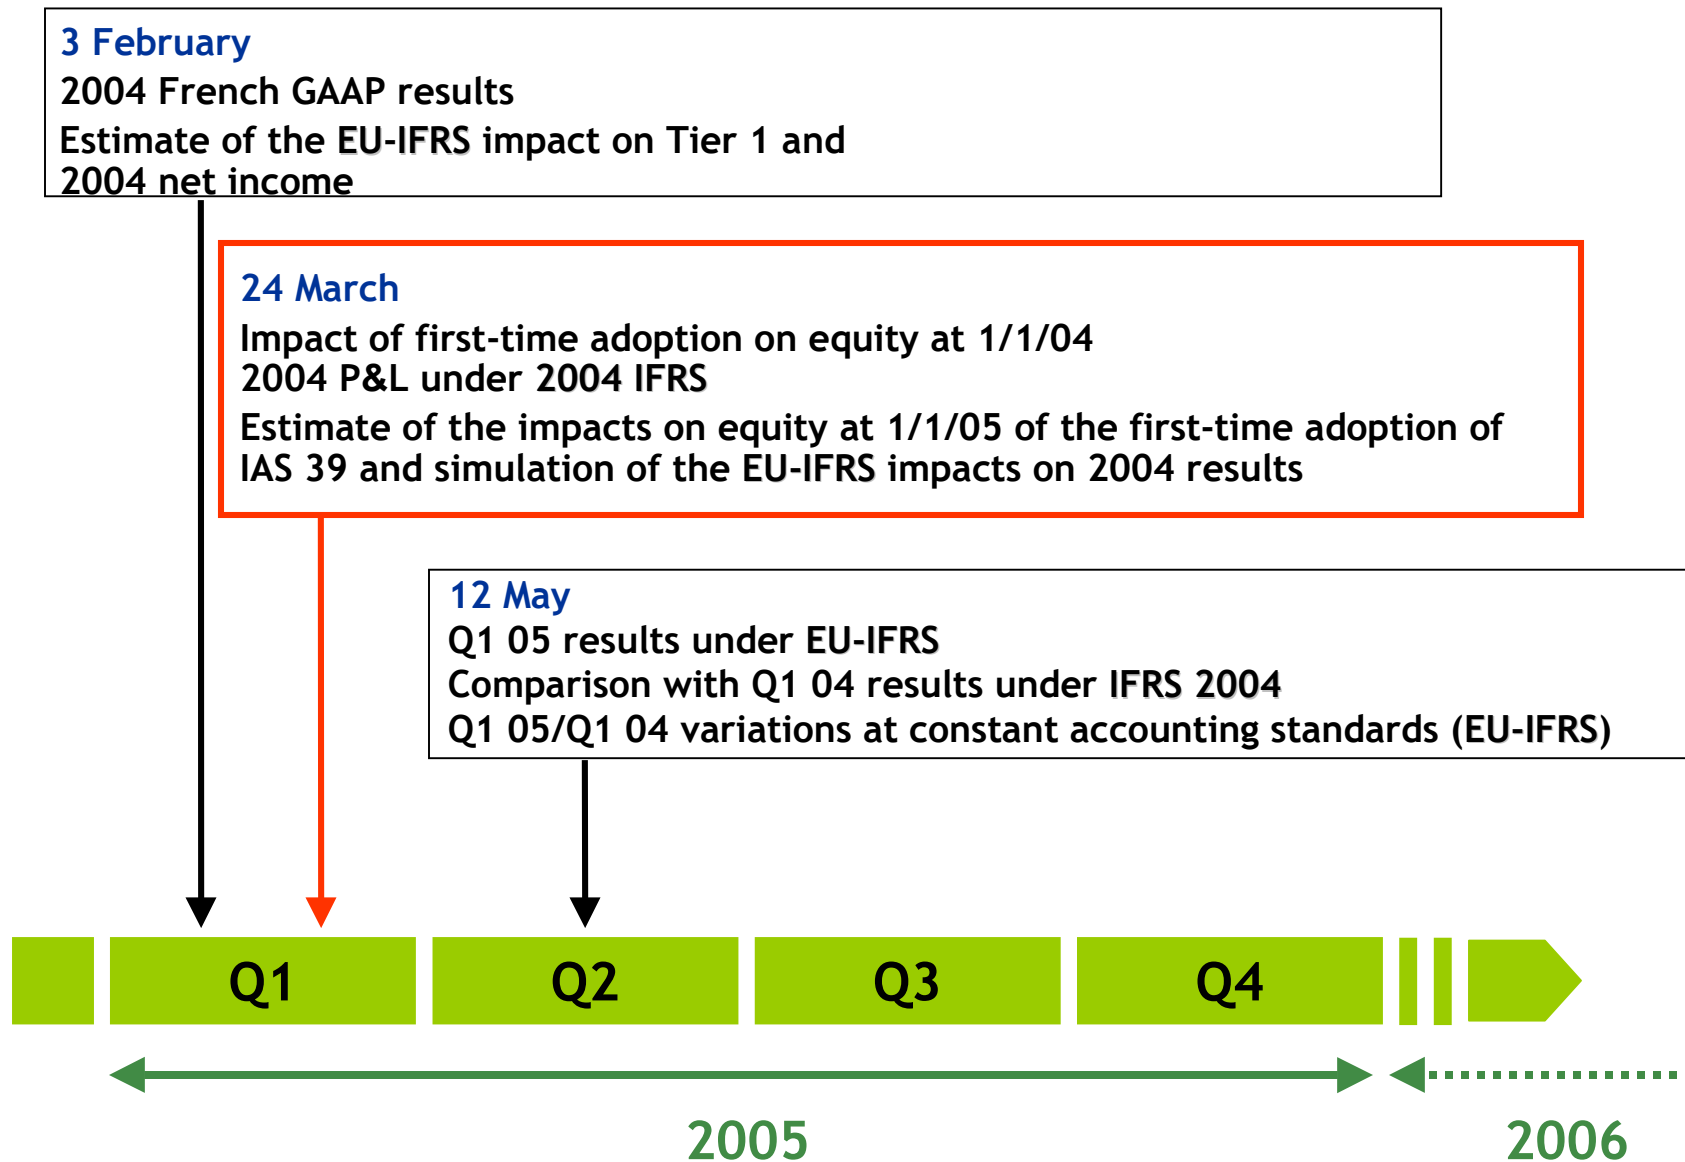 3 February
2004 French GAAP results
Estimate of the EU-IFRS impact on Tier 1 and
2004 net income
24 March
Impact of first-time adoption on equity at 1/1/04
2004 P&L under 2004 IFRS
Estimate of the impacts on equity at 1/1/05 of the first-time adoption of
IAS 39 and simulation of the EU-IFRS impacts on 2004 results
12 May
Q1 05 results under EU-IFRS
Comparison with Q1 04 results under IFRS 2004
Q1 05/Q1 04 variations at constant accounting standards (EU-IFRS)
Q1 Q2 Q3 Q4
2005 2006